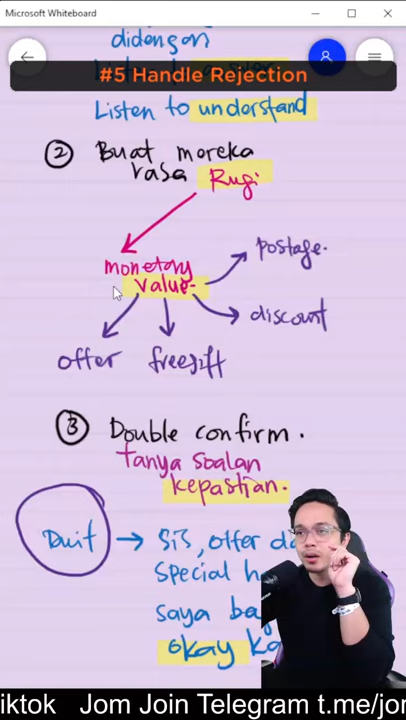 Microsoft Whiteboard
didengar
#5 Handle Rejection
Listen to understand
② Buat mereka
rasa Rugi
monetary
value.
postage.
discount
offer freegift
③ Double confirm.
tanya soalan
kepastian.
Duit → Sis, offer
special
saya
okay
iktok Jom Join Telegram t.me/jor